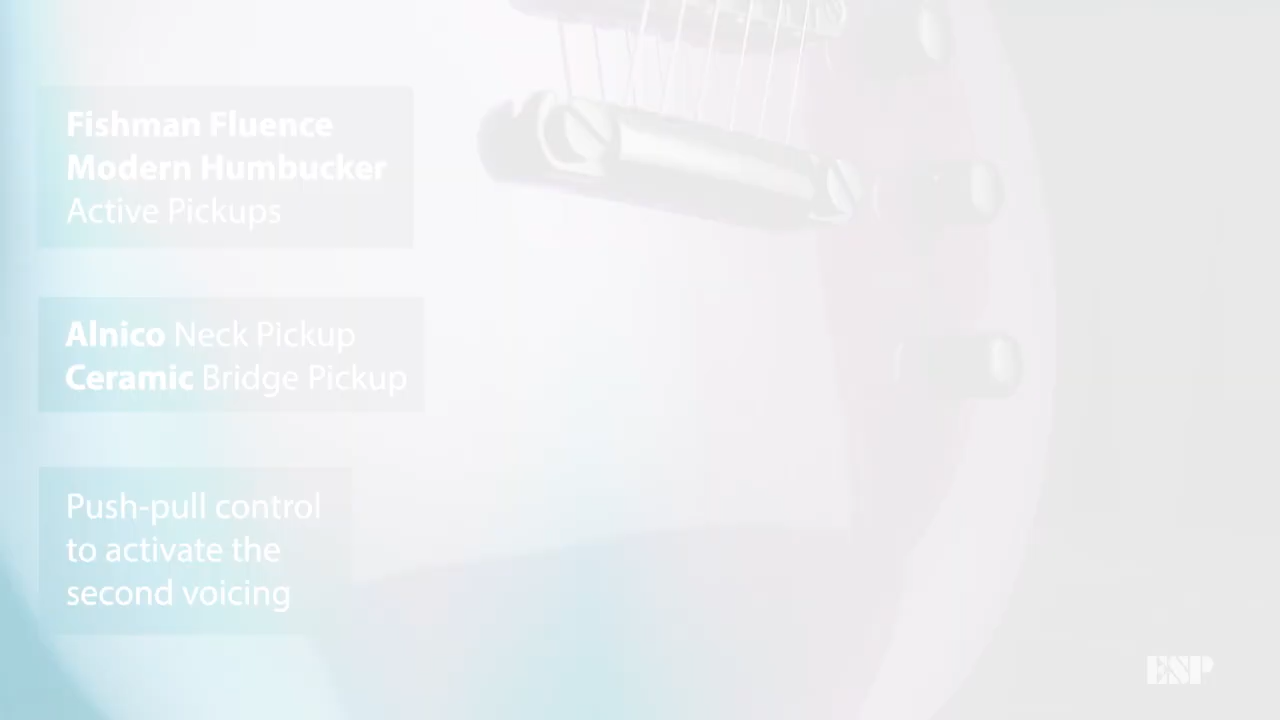 Fishman Fluence
Modern Humbucker
Active Pickups
Alnico Neck Pickup
Ceramic Bridge Pickup
Push-pull control
to activate the
second voicing
ESP